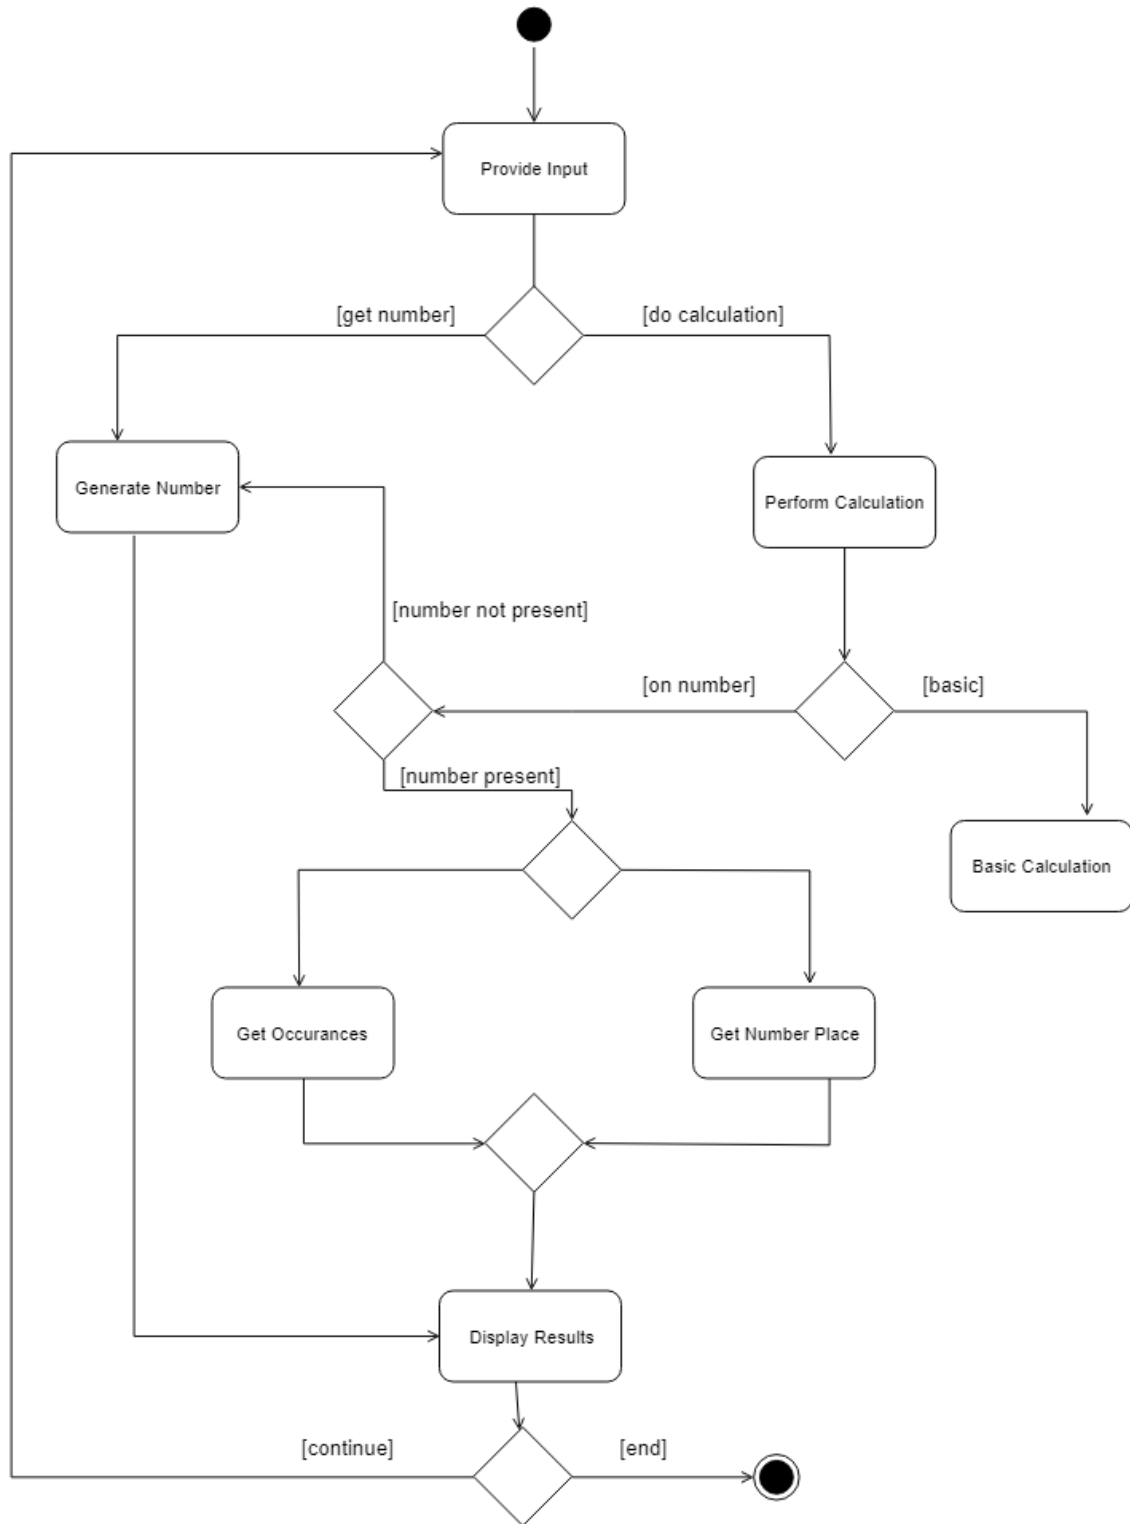 Provide Input
[get number]
[do calculation]
Generate Number
Perform Calculation
[number not present]
[on number]
[basic]
[number present]
Basic Calculation
Get Occurances
Get Number Place
Display Results
[continue]
[end]